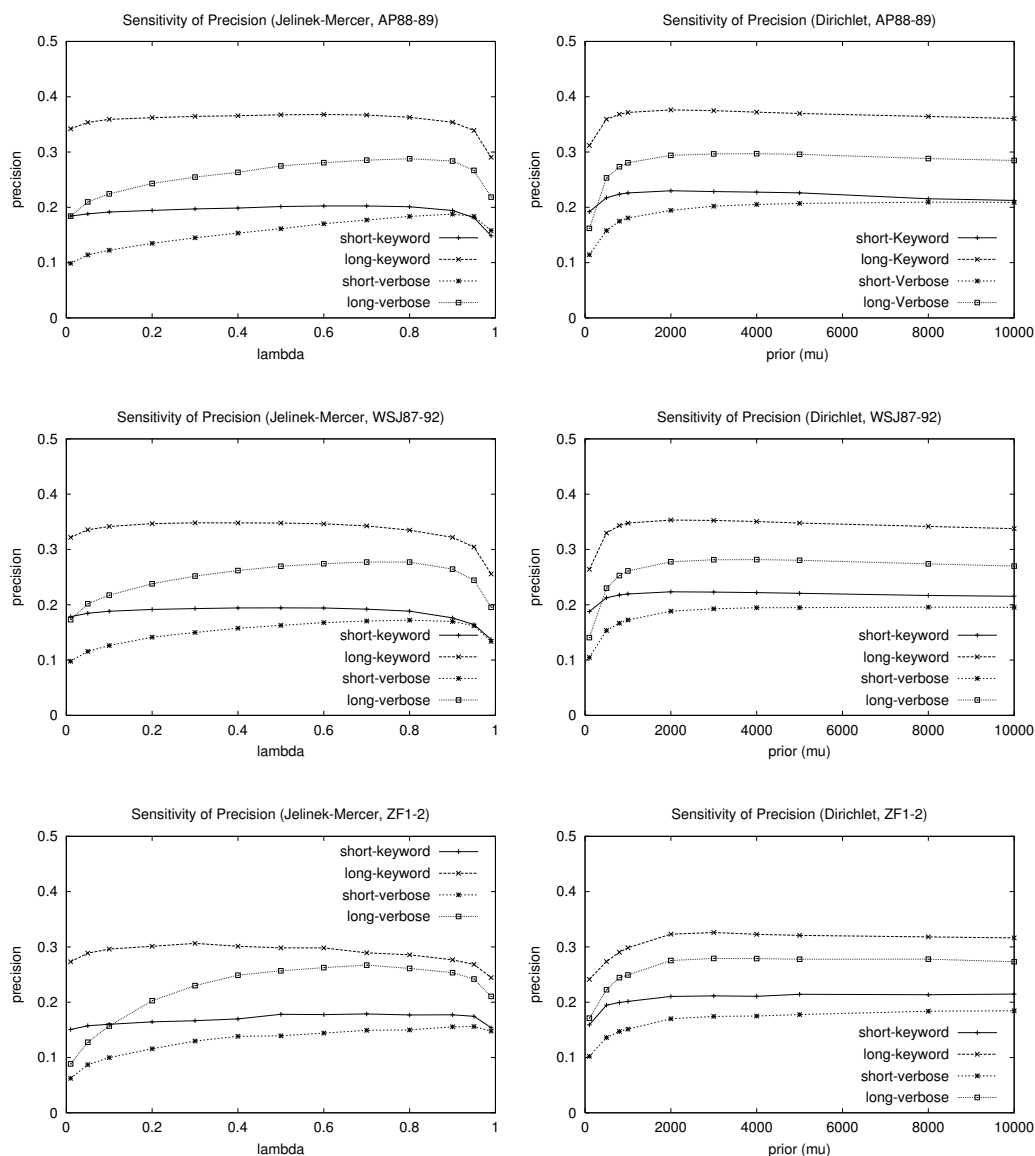 Sensitivity of Precision (Jelinek-Mercer, AP88-89)
0.5
0.4
0.3
0.2
0.1
0
precision
short-keyword
long-keyword
short-verbose
long-verbose
0 0.2 0.4 0.6 0.8 1
lambda
Sensitivity of Precision (Dirichlet, AP88-89)
0.5
0.4
0.3
0.2
0.1
0
precision
short-Keyword
long-Keyword
short-Verbose
long-Verbose
0 2000 4000 6000 8000 10000
prior (mu)
Sensitivity of Precision (Jelinek-Mercer, WSJ87-92)
0.5
0.4
0.3
0.2
0.1
0
precision
short-keyword
long-keyword
short-verbose
long-verbose
0 0.2 0.4 0.6 0.8 1
lambda
Sensitivity of Precision (Dirichlet, WSJ87-92)
0.5
0.4
0.3
0.2
0.1
0
precision
short-keyword
long-keyword
short-verbose
long-verbose
0 2000 4000 6000 8000 10000
prior (mu)
Sensitivity of Precision (Jelinek-Mercer, ZF1-2)
0.5
0.4
0.3
0.2
0.1
0
precision
short-keyword
long-keyword
short-verbose
long-verbose
0 0.2 0.4 0.6 0.8 1
lambda
Sensitivity of Precision (Dirichlet, ZF1-2)
0.5
0.4
0.3
0.2
0.1
0
precision
short-keyword
long-keyword
short-verbose
long-verbose
0 2000 4000 6000 8000 10000
prior (mu)